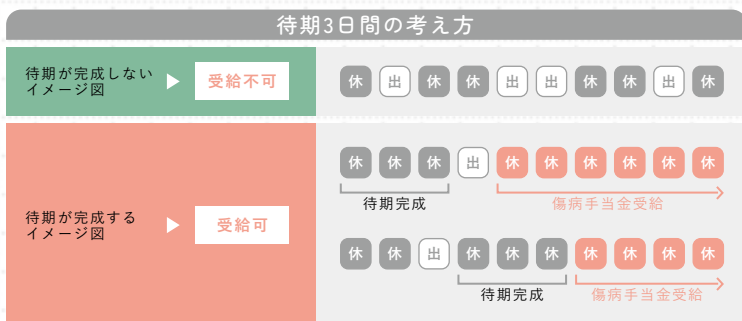 待期3日間の考え方
待期が完成しない
イメージ図
受給不可
休 出 休 休 出 出 休 休 出 休
待期が完成する
イメージ図
受給可
休 休 休 出 休 休 休 休 休 休
待期完成 傷病手当金受給
休 休 出 休 休 休 休 休 休 休
待期完成 傷病手当金受給